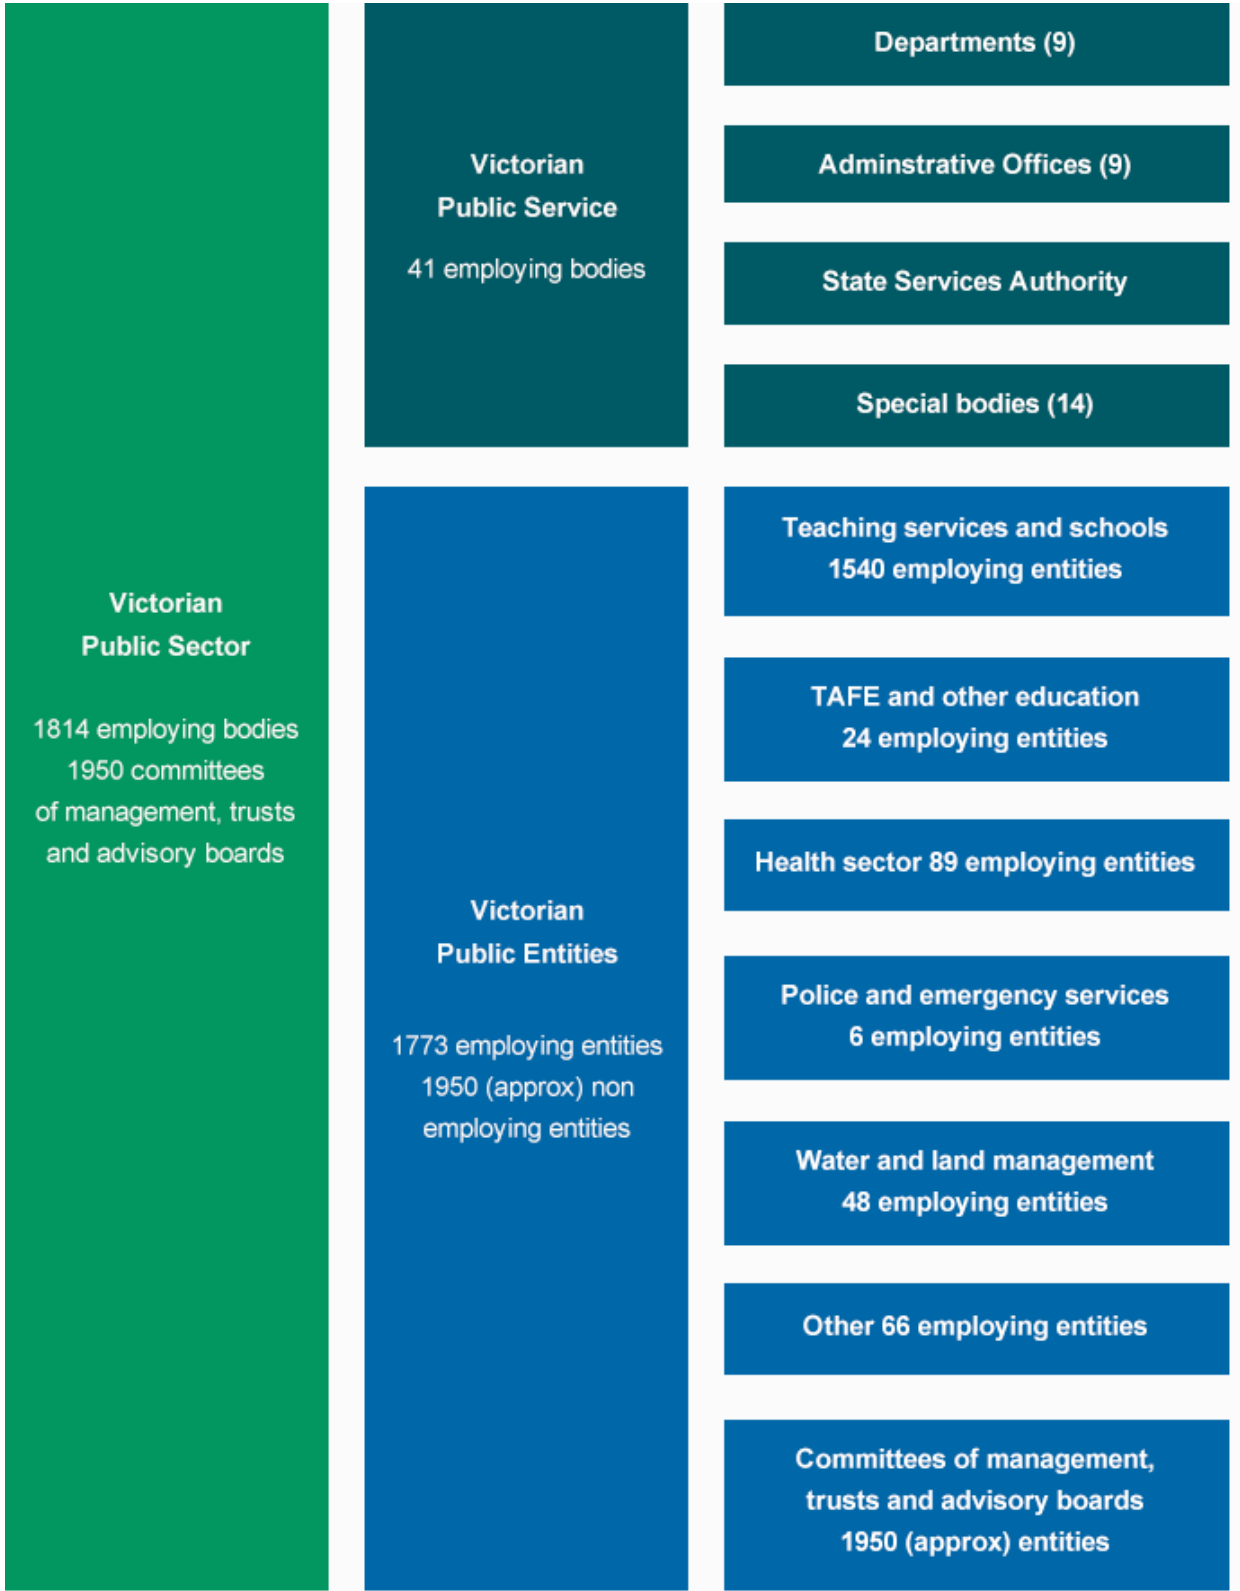 Victorian
Public Sector
1814 employing bodies
1950 committees
of management, trusts
and advisory boards
Victorian
Public Service
41 employing bodies
Departments (9)
Adminstrative Offices (9)
State Services Authority
Special bodies (14)
Victorian
Public Entities
1773 employing entities
1950 (approx) non
employing entities
Teaching services and schools
1540 employing entities
TAFE and other education
24 employing entities
Health sector 89 employing entities
Police and emergency services
6 employing entities
Water and land management
48 employing entities
Other 66 employing entities
Committees of management,
trusts and advisory boards
1950 (approx) entities